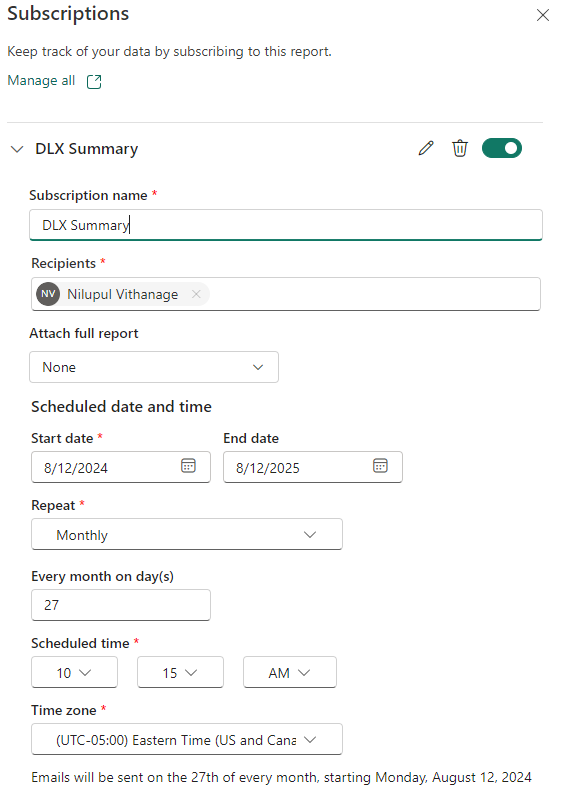 Subscriptions
Keep track of your data by subscribing to this report.
Manage all
DLX Summary
Subscription name *
DLX Summary
Recipients *
NV Nilupul Vithanage
Attach full report
None
Scheduled date and time
Start date * End date
8/12/2024 8/12/2025
Repeat *
Monthly
Every month on day(s)
27
Scheduled time *
10 15 AM
Time zone *
(UTC-05:00) Eastern Time (US and Cana
Emails will be sent on the 27th of every month, starting Monday, August 12, 2024